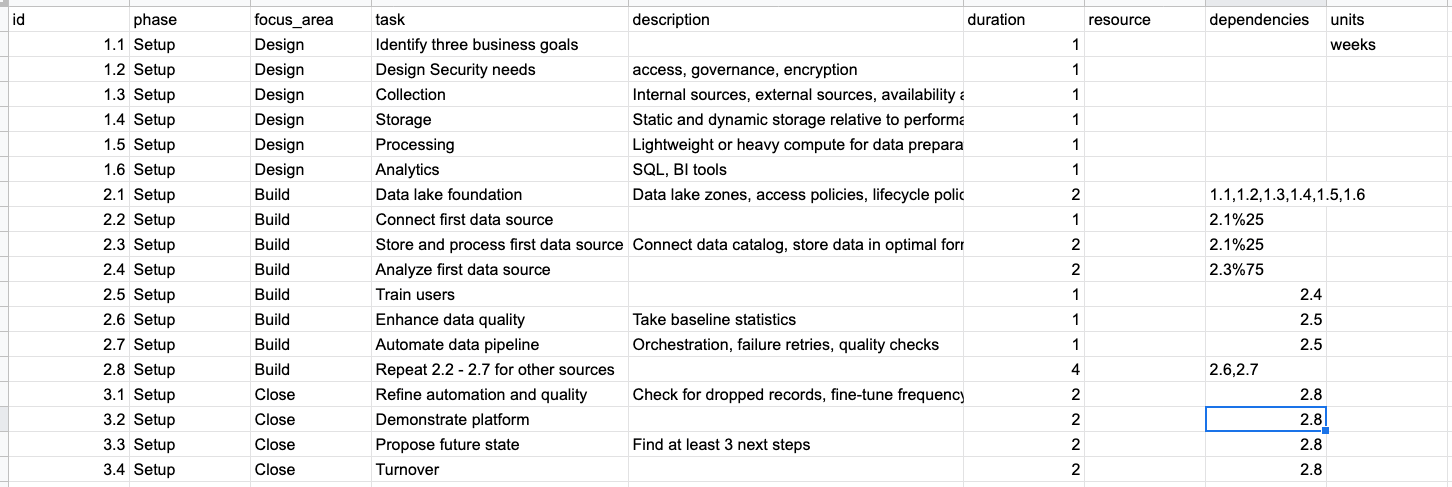 id phase focus_area task description duration resource dependencies units
1.1 Setup Design Identify three business goals 1 weeks
1.2 Setup Design Design Security needs access, governance, encryption 1
1.3 Setup Design Collection Internal sources, external sources, availability 1
1.4 Setup Design Storage Static and dynamic storage relative to 1
1.5 Setup Design Processing Lightweight or heavy compute for data 1
1.6 Setup Design Analytics SQL, BI tools 1
2.1 Setup Build Data lake foundation Data lake zones, access policies, lifecycle 2 1.1,1.2,1.3,1.4,1.5,1.6
2.2 Setup Build Connect first data source 1 2.1%25
2.3 Setup Build Store and process first data source Connect data catalog, store data in optimal 2 2.1%25
2.4 Setup Build Analyze first data source 2 2.3%75
2.5 Setup Build Train users 1 2.4
2.6 Setup Build Enhance data quality Take baseline statistics 1 2.5
2.7 Setup Build Automate data pipeline Orchestration, failure retries, quality checks 1 2.5
2.8 Setup Build Repeat 2.2 - 2.7 for other sources 4 2.6,2.7
3.1 Setup Close Refine automation and quality Check for dropped records, fine-tune frequency 2 2.8
3.2 Setup Close Demonstrate platform 2 2.8
3.3 Setup Close Propose future state Find at least 3 next steps 2 2.8
3.4 Setup Close Turnover 2 2.8